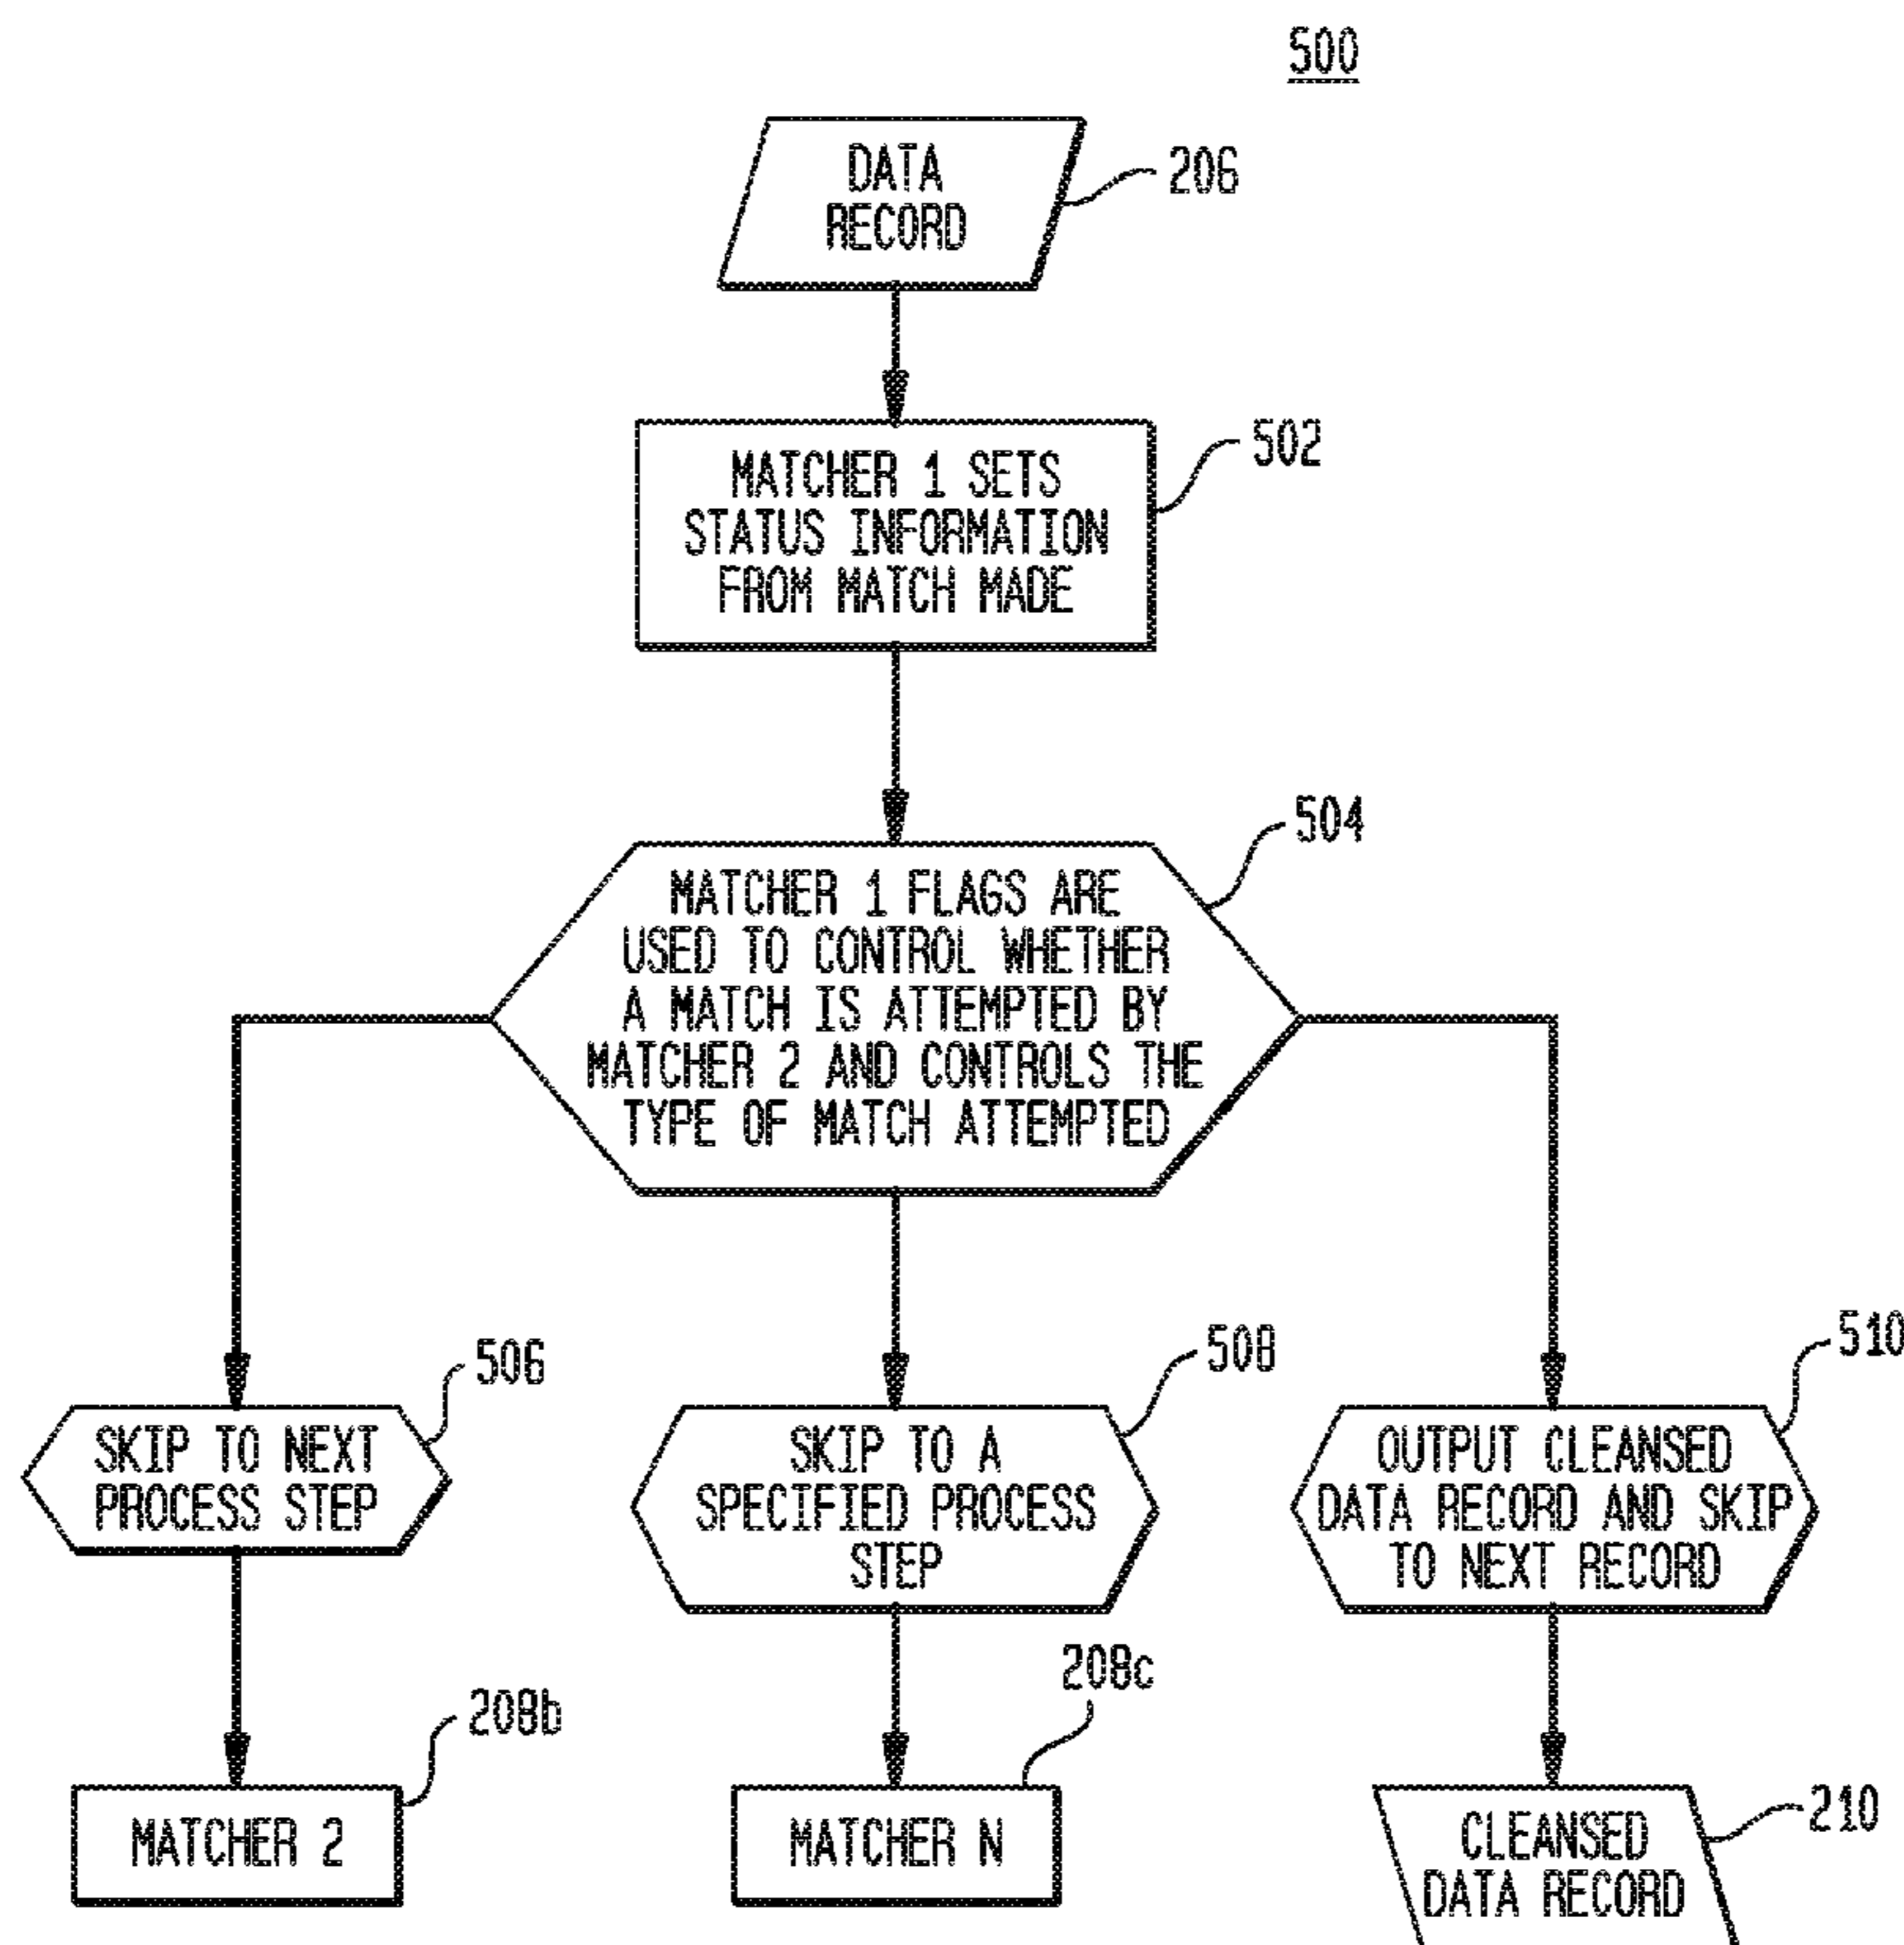 500
DATA
RECORD
206
MATCHER 1 SETS
STATUS INFORMATION
FROM MATCH MADE
502
MATCHER 1 FLAGS ARE
USED TO CONTROL WHETHER
A MATCH IS ATTEMPTED BY
MATCHER 2 AND CONTROLS THE
TYPE OF MATCH ATTEMPTED
504
SKIP TO NEXT
PROCESS STEP
506
SKIP TO A
SPECIFIED PROCESS
STEP
508
OUTPUT CLEANSED
DATA RECORD AND SKIP
TO NEXT RECORD
510
MATCHER 2
208b
MATCHER N
208c
CLEANSED
DATA RECORD
210